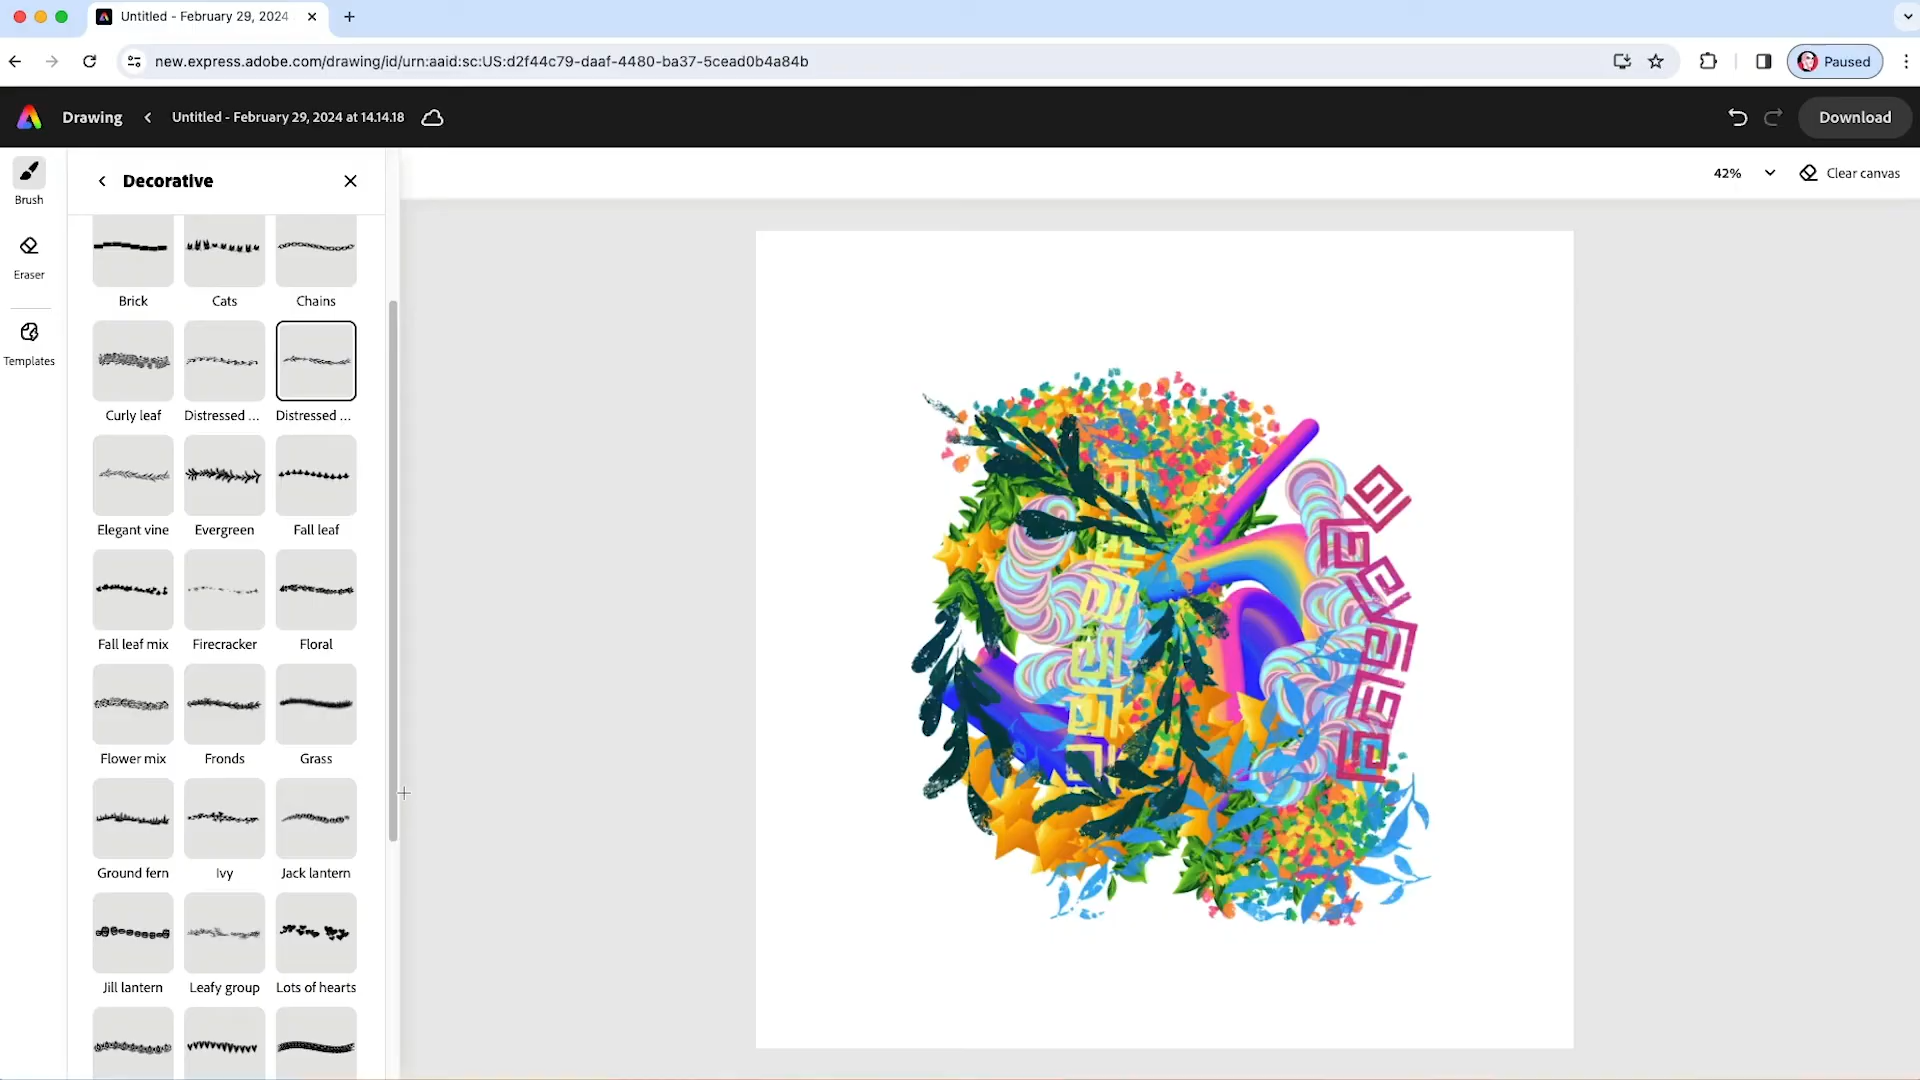 Untitled - February 29, 2024
new.express.adobe.com/drawing/id/urn:aaid:sc:US:d2f44c79-daaf-4480-ba37-5cead0b4a84b
Paused
Drawing
Untitled - February 29, 2024 at 14.14.18
Download
42%
Clear canvas
Brush
Eraser
Templates
Decorative
Brick Cats Chains
Curly leaf Distressed ... Distressed ...
Elegant vine Evergreen Fall leaf
Fall leaf mix Firecracker Floral
Flower mix Fronds Grass
Ground fern Ivy Jack lantern
Jill lantern Leafy group Lots of hearts